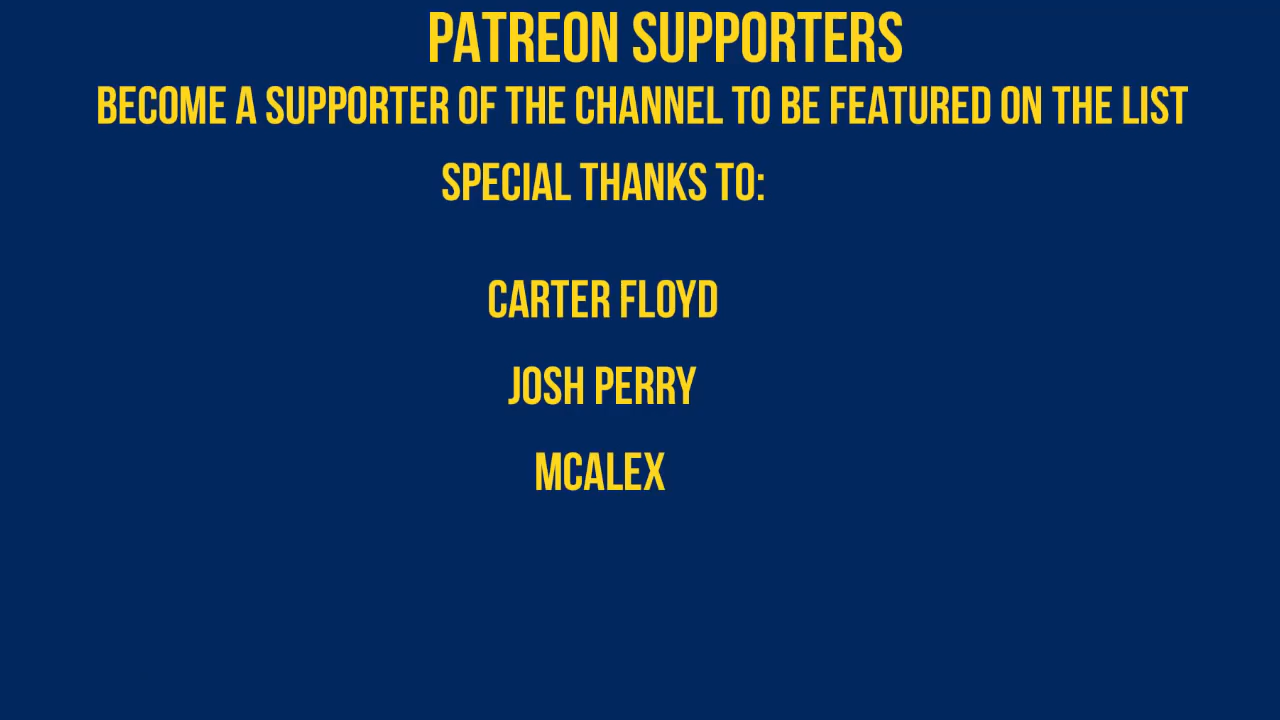 PATREON SUPPORTERS
BECOME A SUPPORTER OF THE CHANNEL TO BE FEATURED ON THE LIST
SPECIAL THANKS TO:
CARTER FLOYD
JOSH PERRY
MCALEX